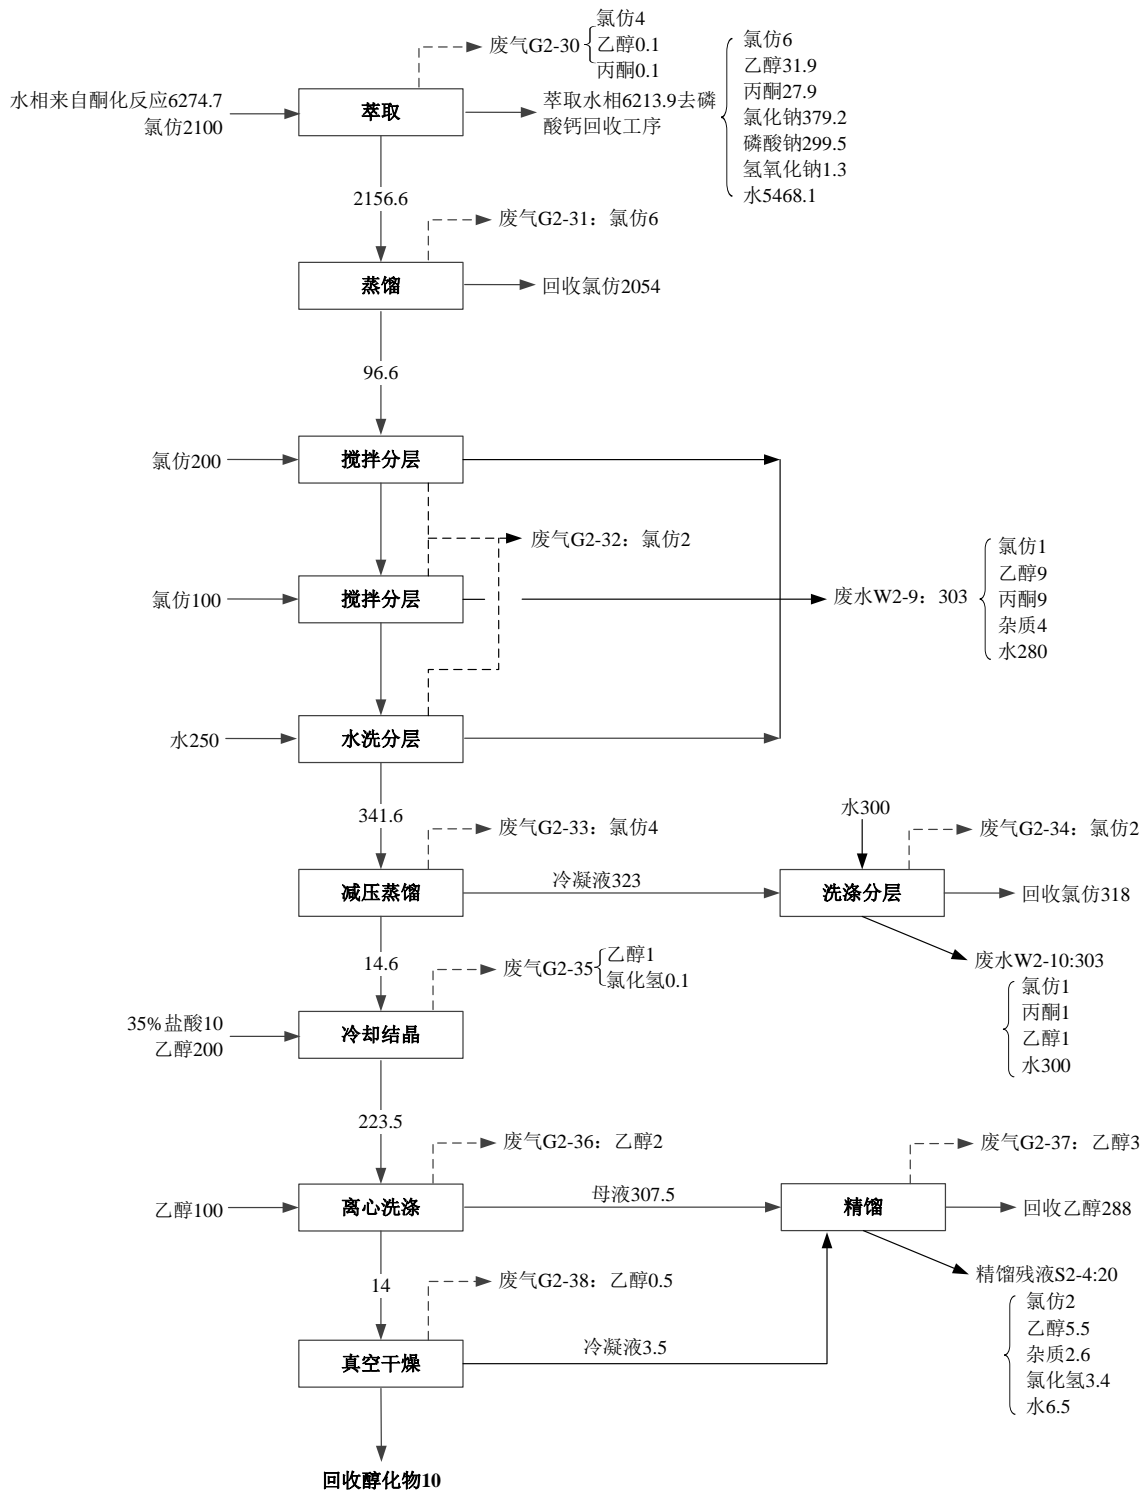 氯仿4
废气G2-30
乙醇0.1
丙酮0.1
水相来自酮化反应6274.7
氯仿2100
萃取
萃取水相6213.9去磷
酸钙回收工序
氯仿6
乙醇31.9
丙酮27.9
氯化钠379.2
磷酸钠299.5
氢氧化钠1.3
水5468.1
2156.6
废气G2-31：氯仿6
蒸馏
回收氯仿2054
96.6
氯仿200
搅拌分层
废气G2-32：氯仿2
氯仿100
搅拌分层
废水W2-9：303
氯仿1
乙醇9
丙酮9
杂质4
水280
水250
水洗分层
341.6
废气G2-33：氯仿4
水300
废气G2-34：氯仿2
减压蒸馏
冷凝液323
洗涤分层
回收氯仿318
14.6
废气G2-35
乙醇1
氯化氢0.1
废水W2-10:303
氯仿1
丙酮1
乙醇1
水300
35%盐酸10
乙醇200
冷却结晶
223.5
废气G2-36：乙醇2
废气G2-37：乙醇3
乙醇100
离心洗涤
母液307.5
精馏
回收乙醇288
14
废气G2-38：乙醇0.5
精馏残液S2-4:20
氯仿2
乙醇5.5
杂质2.6
氯化氢3.4
水6.5
真空干燥
冷凝液3.5
回收醇化物10